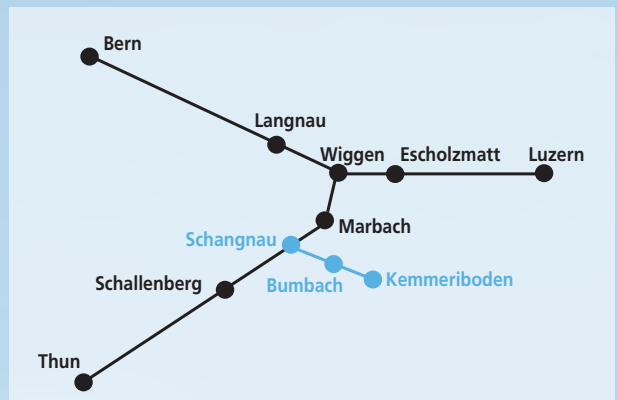 Bern
Langnau
Wiggen
Escholzmatt
Luzern
Marbach
Schangnau
Schallenberg
Bumbach
Kemmeriboden
Thun